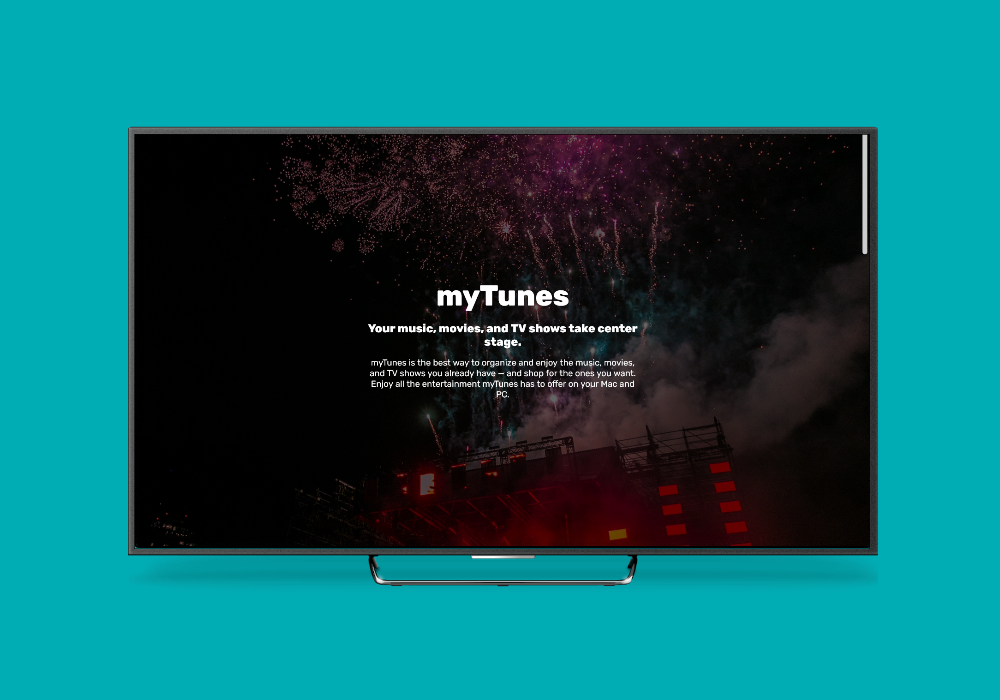 myTunes
Your music, movies, and TV shows take center
stage.
myTunes is the best way to organize and enjoy the music, movies,
and TV shows you already have — and shop for the ones you want.
Enjoy all the entertainment myTunes has to offer on your Mac and
PC.